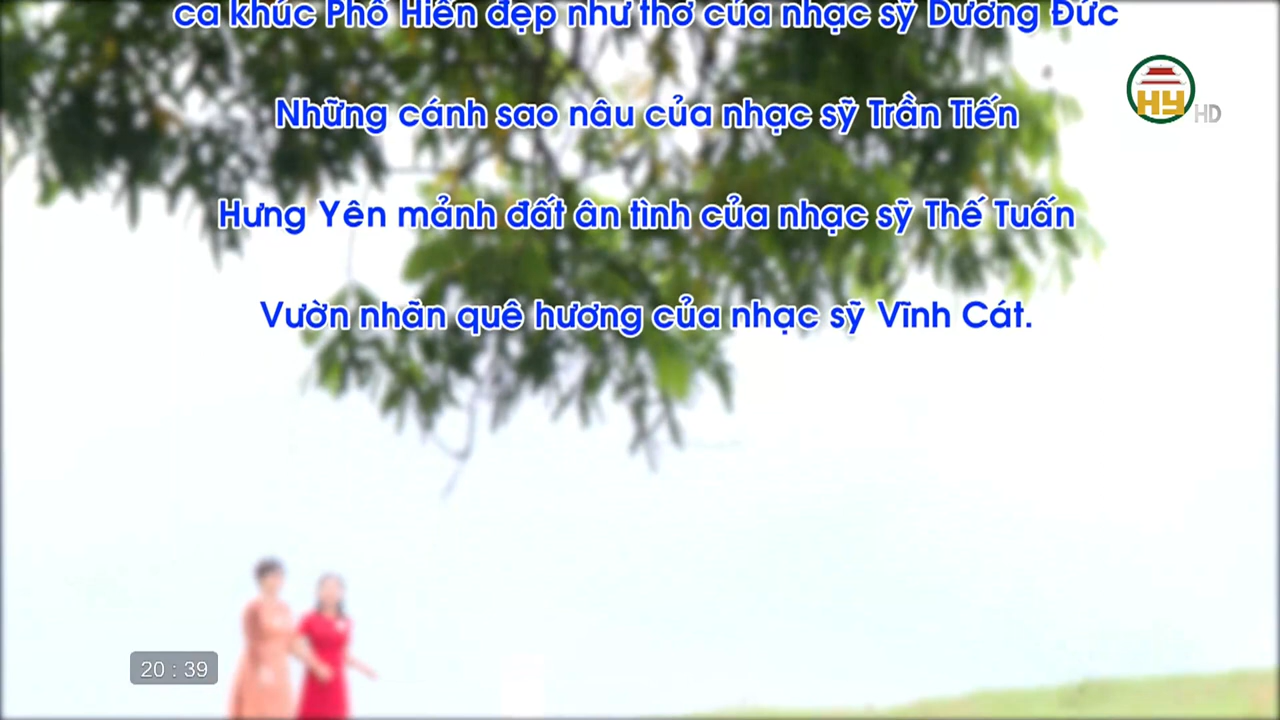 ca khúc Phố Hiến đẹp như thơ của nhạc sỹ Dương Đức
HY HD
Những cánh sao nâu của nhạc sỹ Trần Tiến
Hưng Yên mảnh đất ân tình của nhạc sỹ Thế Tuấn
Vườn nhãn quê hương của nhạc sỹ Vĩnh Cát.
20 : 39